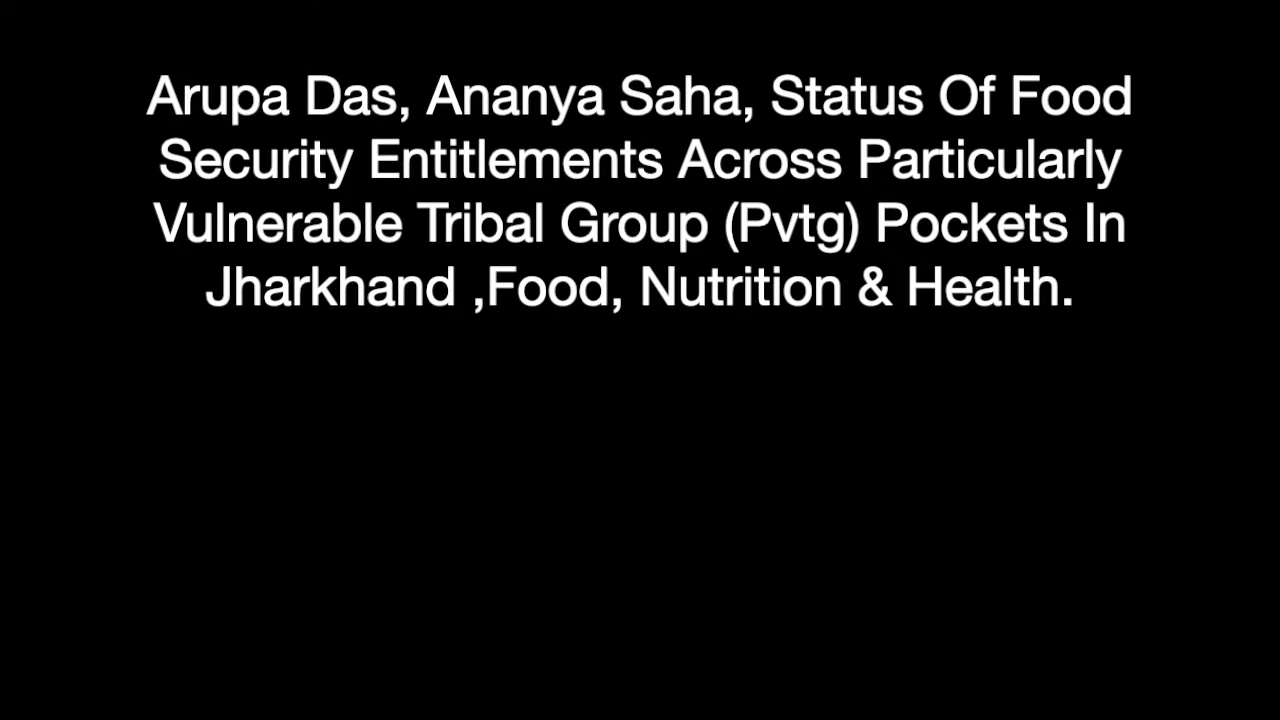 Arupa Das, Ananya Saha, Status Of Food
Security Entitlements Across Particularly
Vulnerable Tribal Group (Pvtg) Pockets In
Jharkhand ,Food, Nutrition & Health.